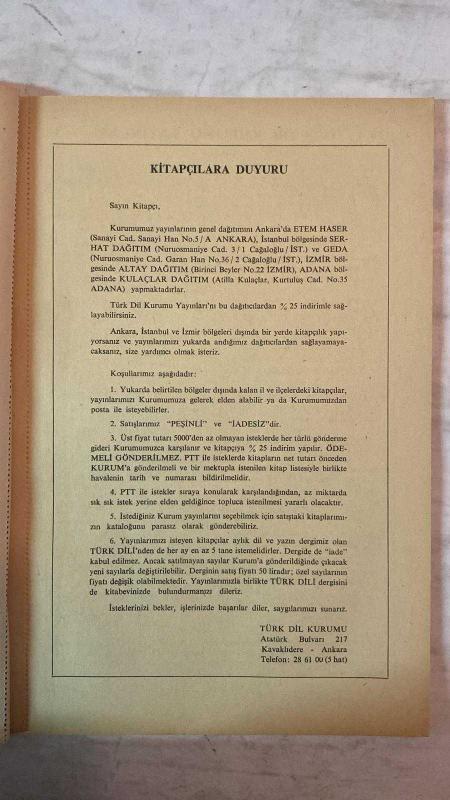 KİTAPÇILARA DUYURU
Sayın Kitapçı,
Kurumumuz yayınlarının genel dağıtımını Ankara'da ETEM HASER
(Sanayi Cad. Sanayi Han No.5/A ANKARA), İstanbul bölgesinde SER-
HAT DAĞITIM (Nuruosmaniye Cad. 3/1 Cağaloğlu/İST.) ve GEDA
(Nuruosmaniye Cad. Garan Han No.36/2 Cağaloğlu/İST.), İZMİR böl-
gesinde ALTAY DAĞITIM (Birinci Beyler No.22 İZMİR), ADANA böl-
gesinde KULAÇLAR DAĞITIM (Atilla Kulaçlar, Kurtuluş Cad. No.35
ADANA) yapmaktadırlar.
Türk Dil Kurumu Yayınları'nı bu dağıtıcılardan % 25 indirimle sağ-
layabilirsiniz.
Ankara, İstanbul ve İzmir bölgeleri dışında bir yerde kitapçılık yapı-
yorsanız ve yayınlarımızı yukarda andığımız dağıtıcılardan sağlayamaya-
caksanız, size yardımcı olmak isteriz.
Koşullarımız aşağıdadır:
1. Yukarda belirtilen bölgeler dışında kalan il ve ilçelerdeki kitapçılar,
yayınlarımızı Kurumumuza gelerek elden alabilir ya da Kurumumuzdan
posta ile isteyebilirler.
2. Satışlarımız “PEŞİNLİ” ve “İADESİZ”dir.
3. Üst fiyat tutarı 5000'den az olmayan isteklerde her türlü gönderme
gideri Kurumumuzca karşılanır ve kitapçıya % 25 indirim yapılır. ÖDE-
MELİ GÖNDERİLMEZ. PTT ile isteklerde kitapların net tutarı önceden
KURUM'a gönderilmeli ve bir mektupla istenilen kitap listesiyle birlikte
havalenin tarih ve numarası bildirilmelidir.
4. PTT ile istekler sıraya konularak karşılandığından, az miktarda
sık sık istek yerine elden geldiğince topluca istenilmesi yararlı olacaktır.
5. İstediğiniz Kurum yayınlarını seçebilmek için satıştaki kitaplarımı-
zın kataloğunu parasız olarak gönderebiliriz.
6. Yayınlarımızı isteyen kitapçılar aylık dil ve yazın dergimiz olan
TÜRK DİLİ'nden de her ay en az 5 tane istemelidirler. Dergide de “iade”
kabul edilmez. Ancak satılmayan sayılar Kurum'a gönderildiğinde çıkacak
yeni sayılarla değiştirilebilir. Derginin satış fiyatı 50 liradır; özel sayılarının
fiyatı değişik olabilmektedir. Yayınlarımızla birlikte TÜRK DİLİ dergisini
de kitabevinizde bulundurmanızı dileriz.
İsteklerinizi bekler, işlerinizde başarılar diler, saygılarımızı sunarız.
TÜRK DİL KURUMU
Atatürk Bulvarı 217
Kavaklıdere - Ankara
Telefon: 28 61 00 (5 hat)